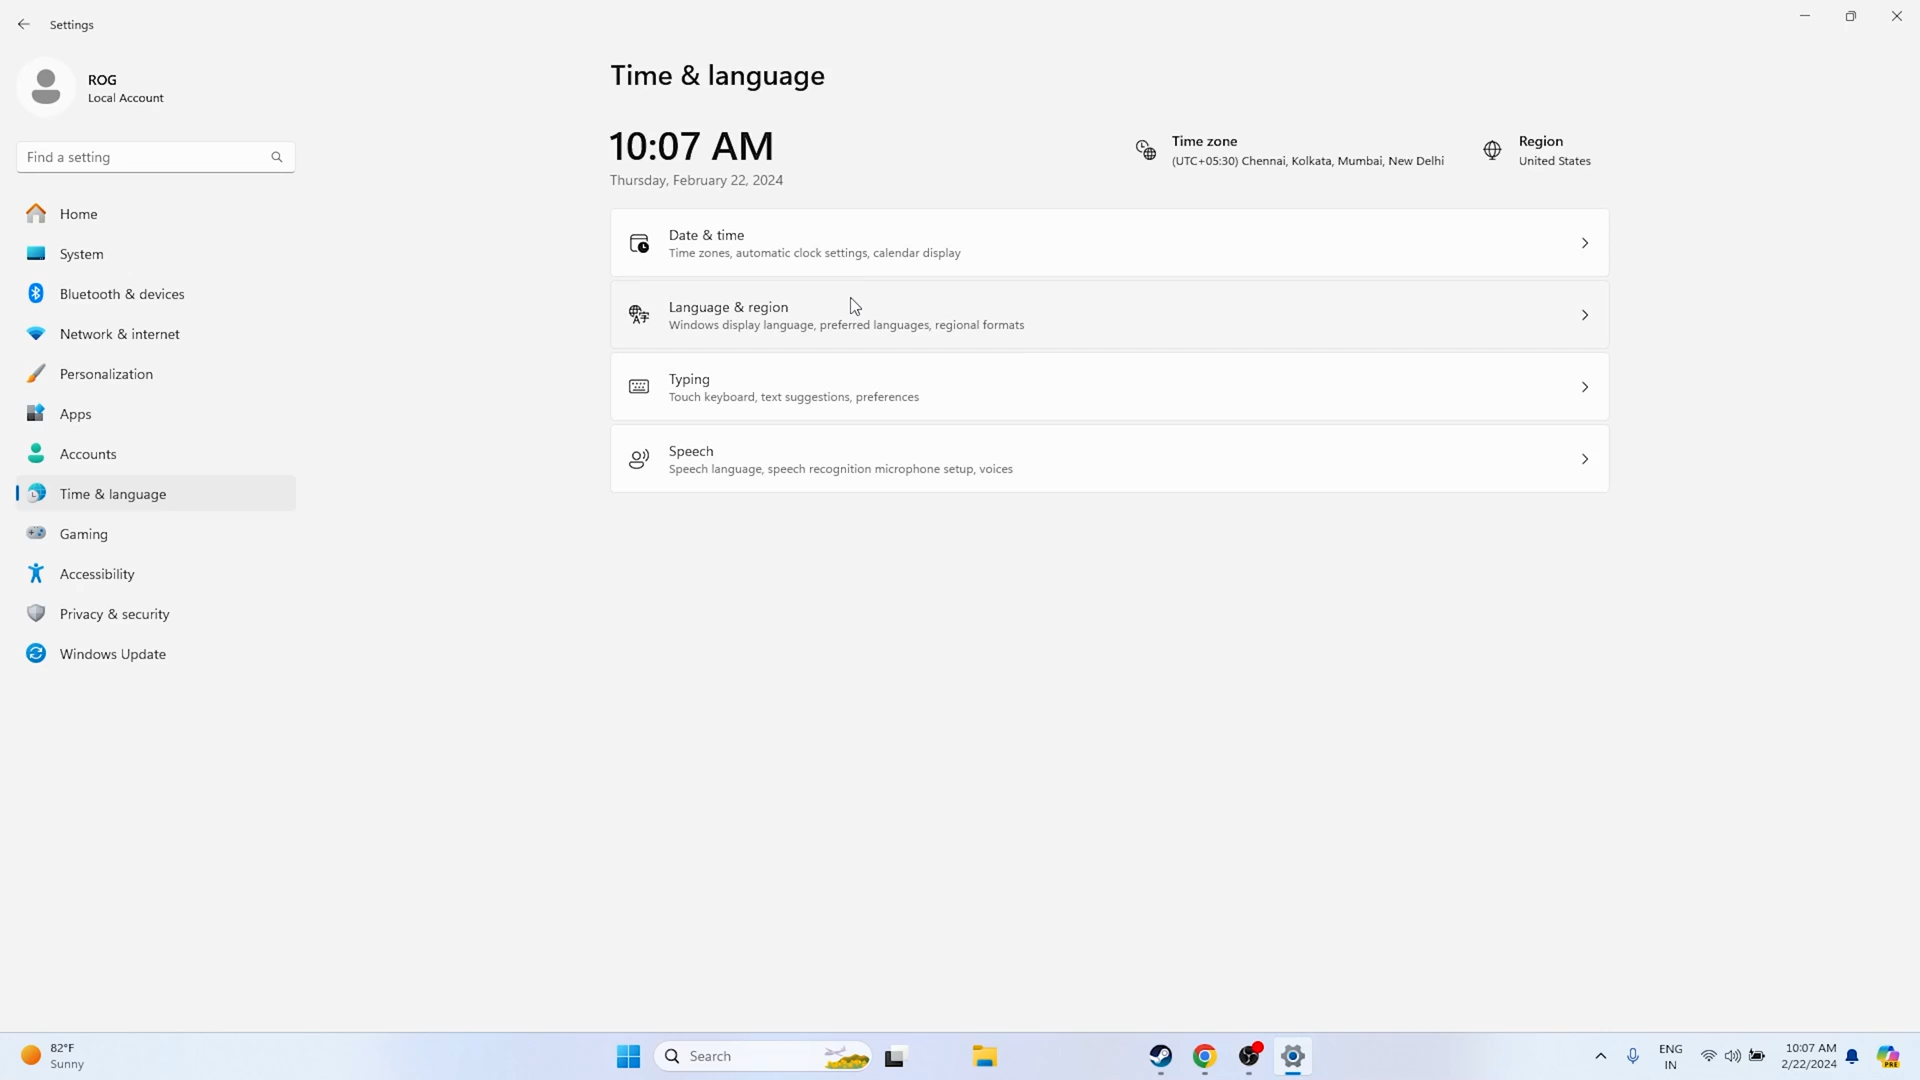 Settings
ROG
Local Account
Find a setting
Home
System
Bluetooth & devices
Network & internet
Personalization
Apps
Accounts
Time & language
Gaming
Accessibility
Privacy & security
Windows Update
Time & language
10:07 AM
Thursday, February 22, 2024
Time zone
(UTC+05:30) Chennai, Kolkata, Mumbai, New Delhi
Region
United States
Date & time
Time zones, automatic clock settings, calendar display
Language & region
Windows display language, preferred languages, regional formats
Typing
Touch keyboard, text suggestions, preferences
Speech
Speech language, speech recognition microphone setup, voices
82°F
Sunny
Search
ENG
IN
10:07 AM
2/22/2024
PRE